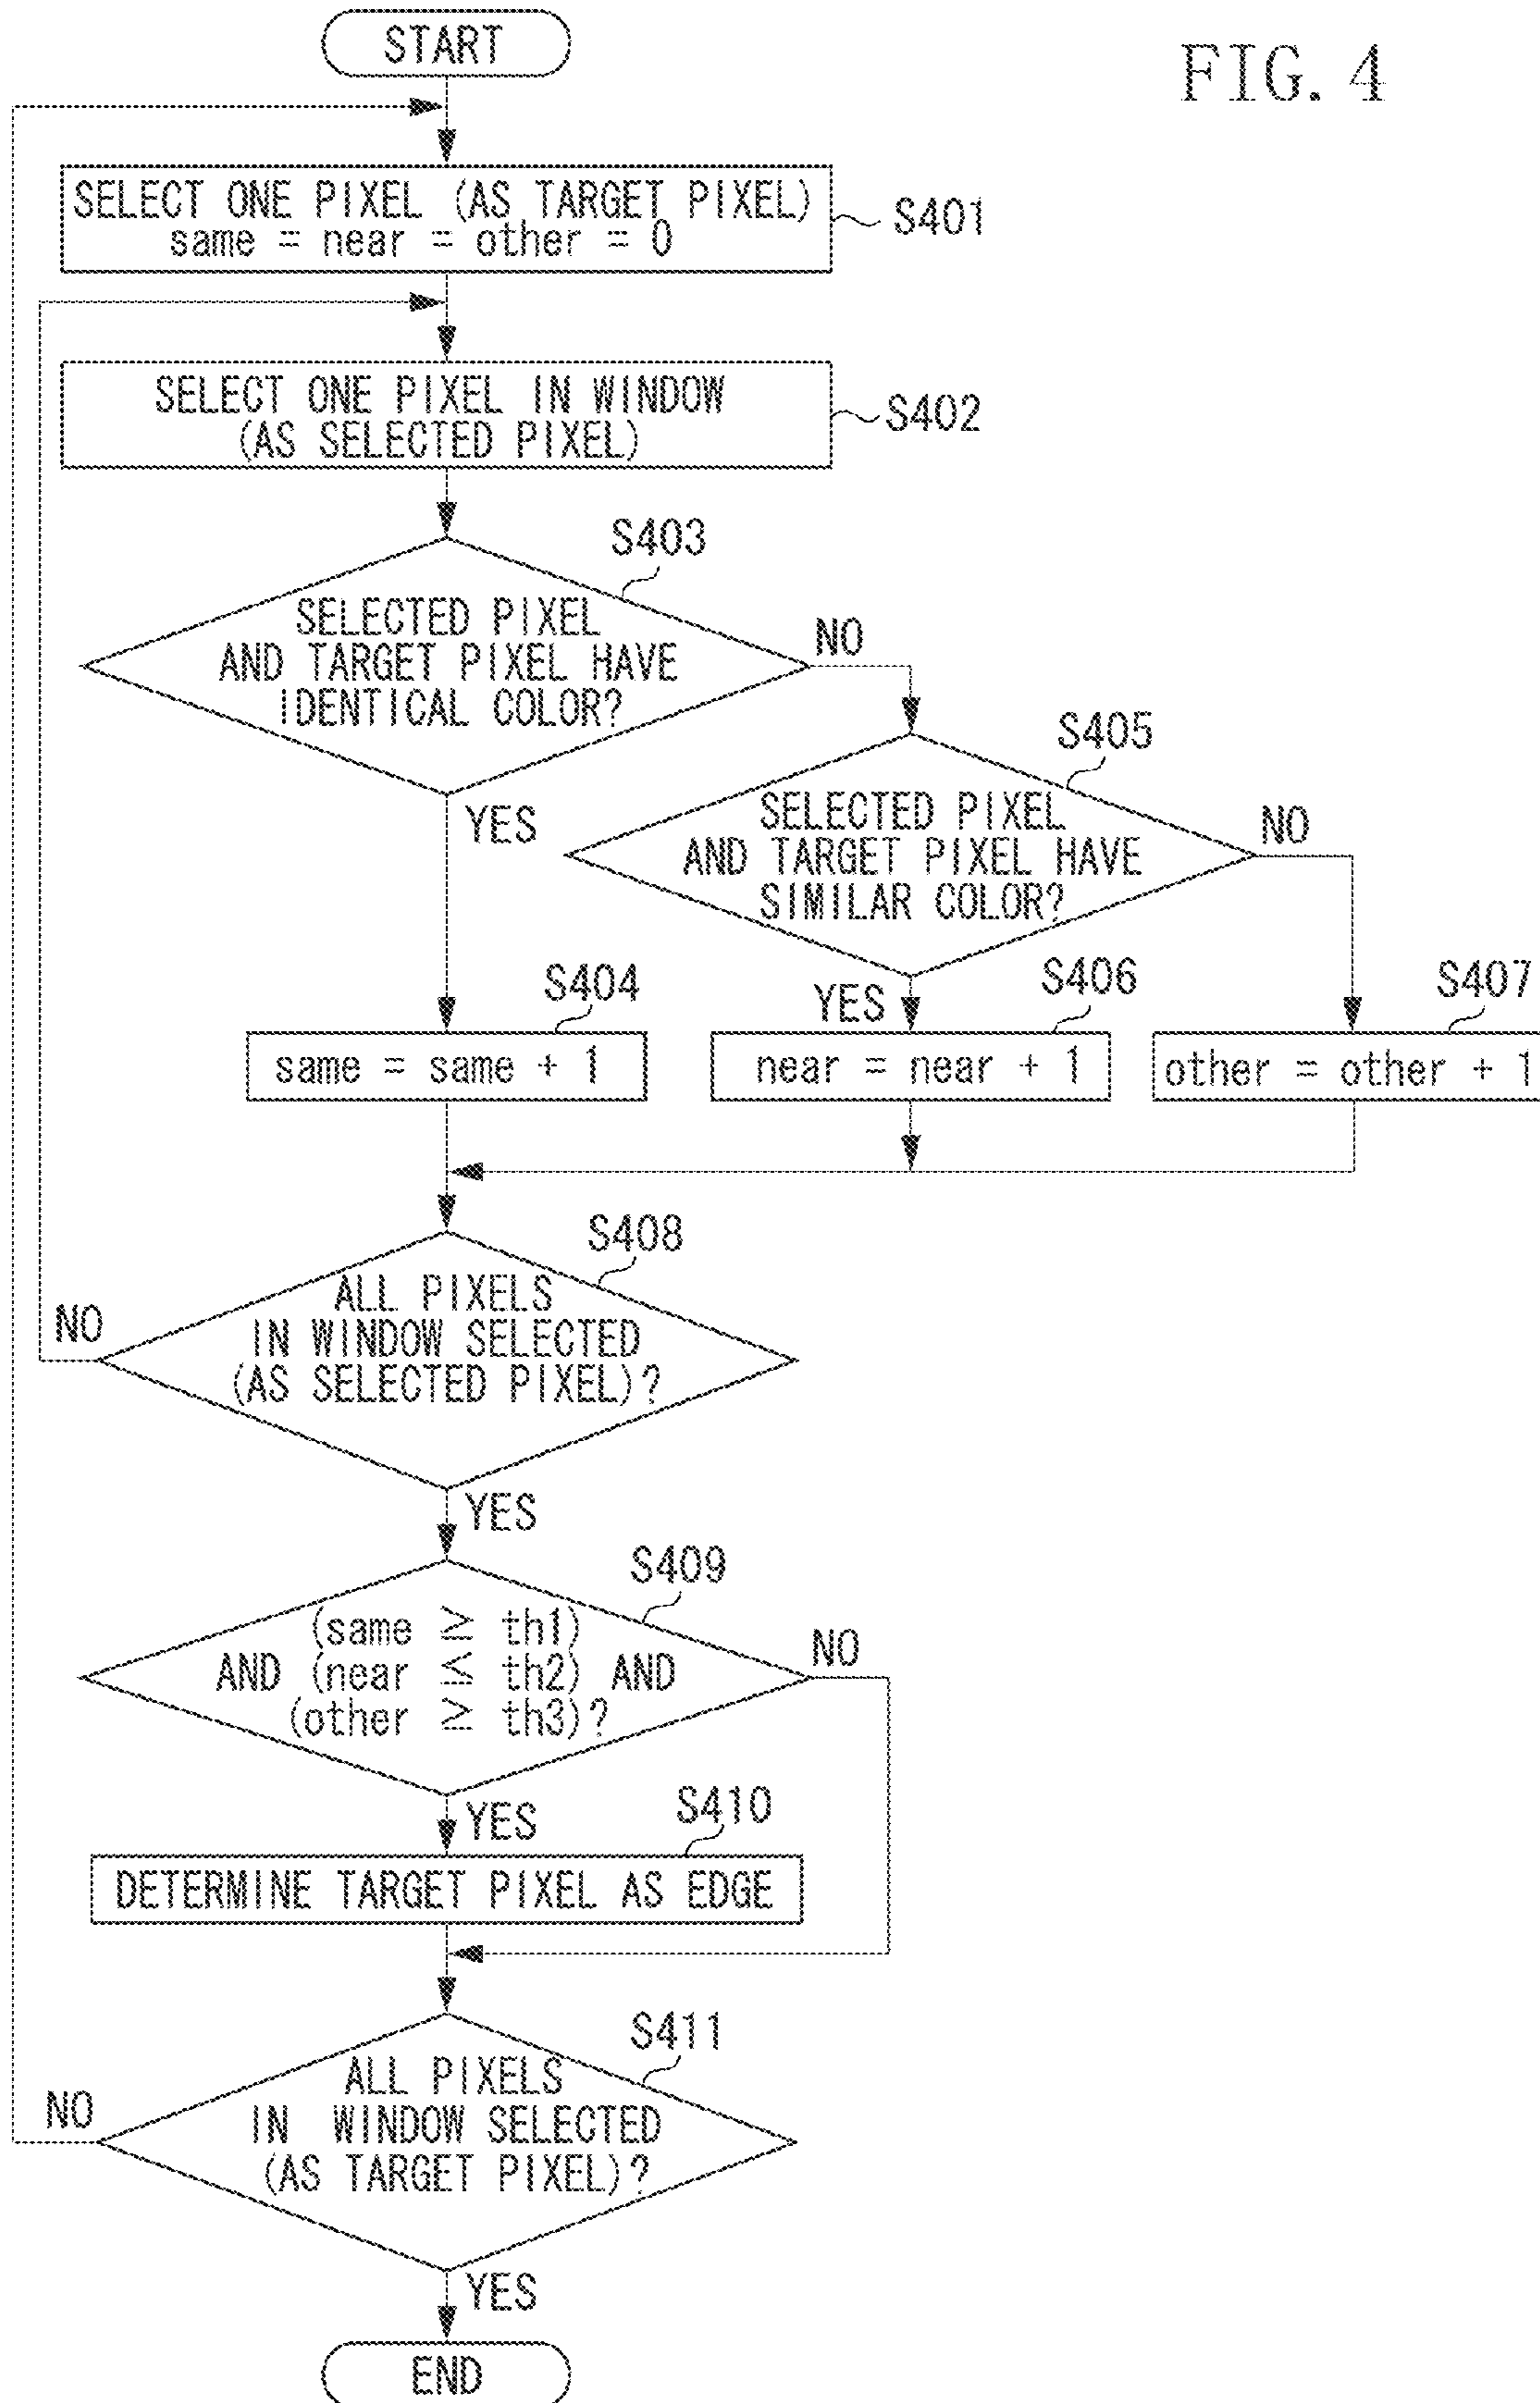 START
FIG. 4
SELECT ONE PIXEL (AS TARGET PIXEL)
same = near = other = 0
S401
SELECT ONE PIXEL IN WINDOW
(AS SELECTED PIXEL)
S402
S403
SELECTED PIXEL
AND TARGET PIXEL HAVE
IDENTICAL COLOR?
NO
YES
S405
SELECTED PIXEL
AND TARGET PIXEL HAVE
SIMILAR COLOR?
NO
YES
S404
same = same + 1
S406
near = near + 1
S407
other = other + 1
S408
ALL PIXELS
IN WINDOW SELECTED
(AS SELECTED PIXEL)?
NO
YES
S409
(same ≥ th1)
AND (near ≤ th2) AND
(other ≥ th3)?
NO
YES
S410
DETERMINE TARGET PIXEL AS EDGE
S411
ALL PIXELS
IN WINDOW SELECTED
(AS TARGET PIXEL)?
NO
YES
END